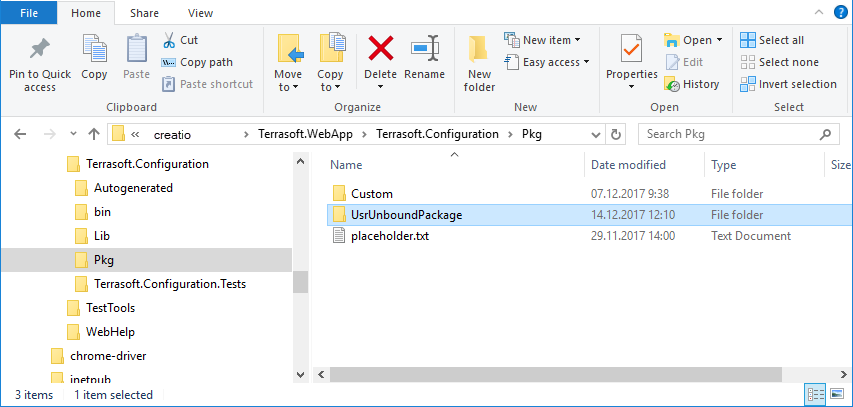 File Home Share View
Pin to Quick access
Copy
Paste
Cut
Copy path
Paste shortcut
Clipboard
Move to
Copy to
Delete
Rename
Organize
New folder
New item
Easy access
New
Properties
Open
Edit
History
Open
Select all
Select none
Invert selection
Select
« creatio Terrasoft.WebApp Terrasoft.Configuration Pkg
Search Pkg
Terrasoft.Configuration
Autogenerated
bin
Lib
Pkg
Terrasoft.Configuration.Tests
TestTools
WebHelp
chrome-driver
inetpub
Name Date modified Type Size
Custom 07.12.2017 9:38 File folder
UsrUnboundPackage 14.12.2017 12:10 File folder
placeholder.txt 29.11.2017 14:00 Text Document
3 items 1 item selected